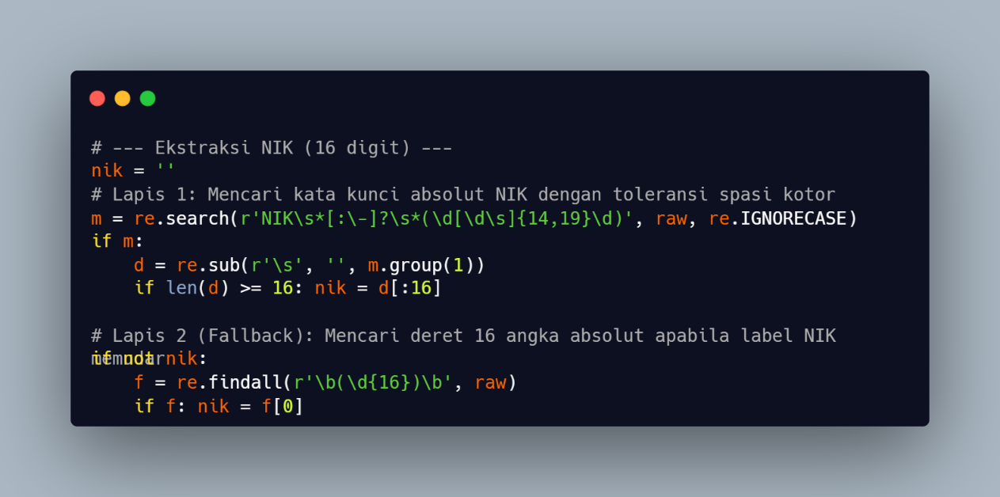 # --- Ekstraksi NIK (16 digit) ---
nik = ''
# Lapis 1: Mencari kata kunci absolut NIK dengan toleransi spasi kotor
m = re.search(r'NIK\s*[:\-]?\s*(\d[\d\s]{14,19}\d)', raw, re.IGNORECASE)
if m:
    d = re.sub(r'\s', '', m.group(1))
    if len(d) >= 16: nik = d[:16]
# Lapis 2 (Fallback): Mencari deret 16 angka absolut apabila label NIK
memudar
if not nik:
    f = re.findall(r'\b(\d{16})\b', raw)
    if f: nik = f[0]